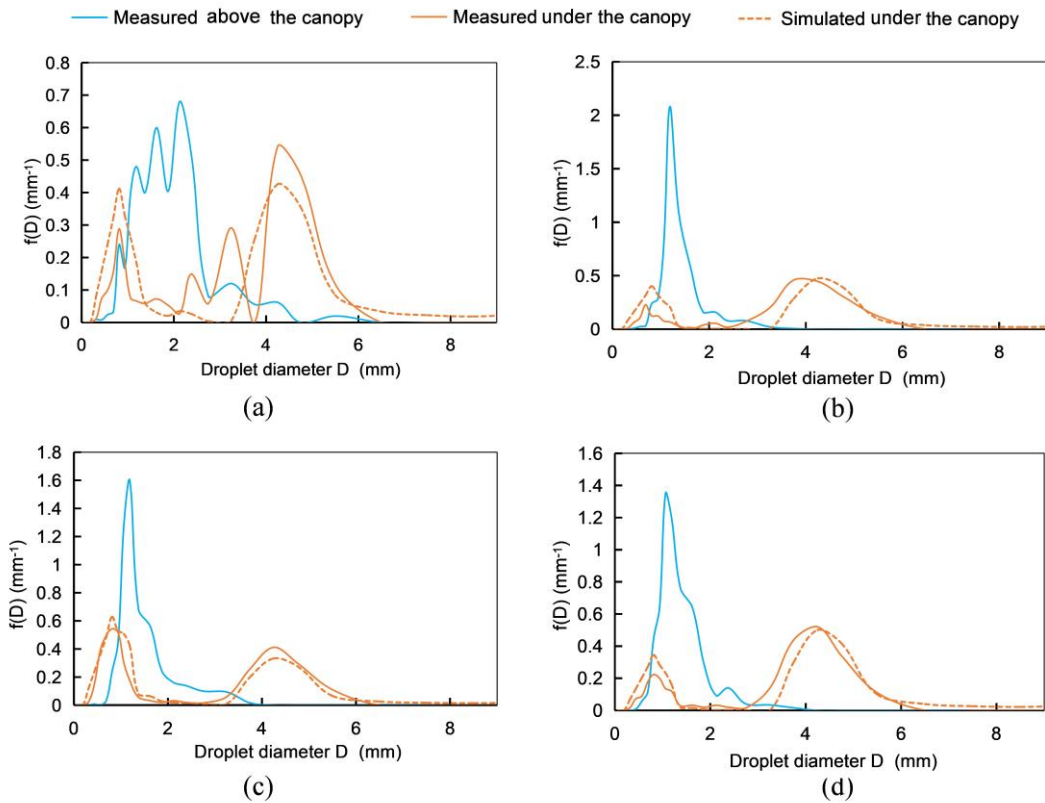 Measured above the canopy Measured under the canopy Simulated under the canopy
0.8
0.7
0.6
0.5
0.4
0.3
0.2
0.1
0
f(D) (mm-1)
0 2 4 6 8
Droplet diameter D (mm)
(a)
2.5
2
1.5
1
0.5
0
f(D) (mm-1)
0 2 4 6 8
Droplet diameter D (mm)
(b)
1.8
1.6
1.4
1.2
1
0.8
0.6
0.4
0.2
0
f(D) (mm-1)
0 2 4 6 8
Droplet diameter D (mm)
(c)
1.6
1.4
1.2
1
0.8
0.6
0.4
0.2
0
f(D) (mm-1)
0 2 4 6 8
Droplet diameter D (mm)
(d)